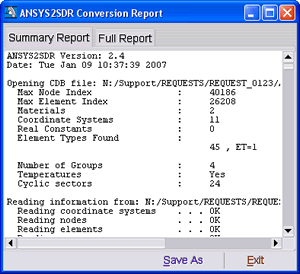 ANSYS2SDR Conversion Report
Summary Report Full Report
ANSYS2SDR Version: 2.4
Date: Tue Jan 09 10:37:39 2007
Opening CDB file: N:/Support/REQUESTS/REQUEST_0123/
Max Node Index : 40186
Max Element Index : 26208
Materials : 2
Coordinate Systems : 11
Real Constants : 0
Element Types Found :
45 , ET=1
Number of Groups : 4
Temperatures : Yes
Cyclic sectors : 24
Reading information from: N:/Support/REQUESTS/REQUE
Reading coordinate systems . . . OK
Reading nodes . . . OK
Reading elements . . . OK
Save As Exit